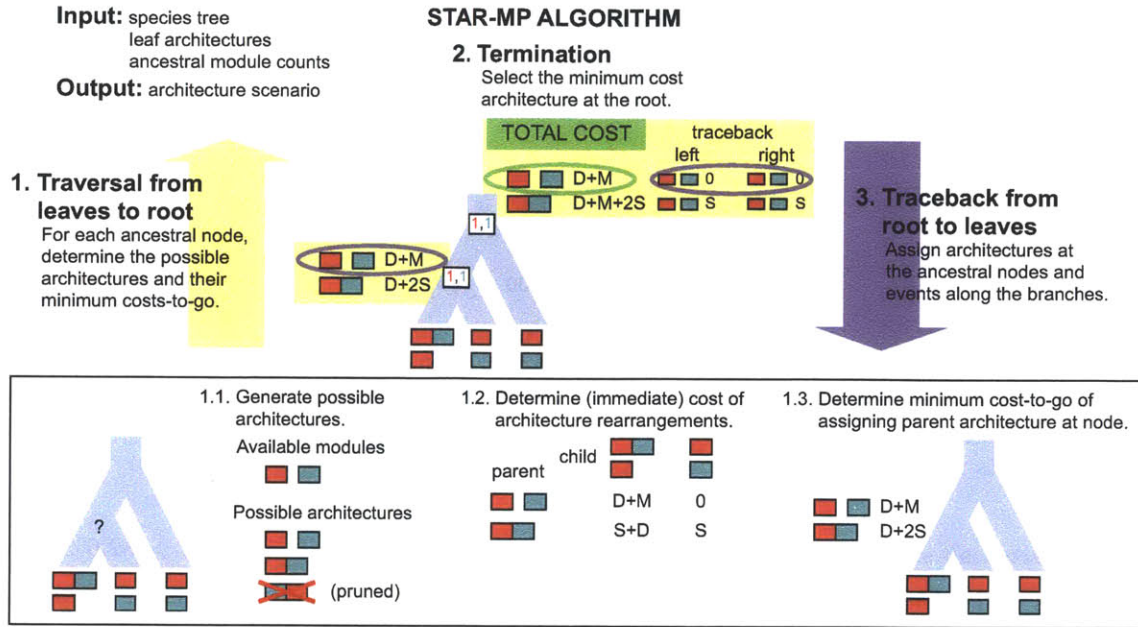 STAR-MP ALGORITHM
Input: species tree
leaf architectures
ancestral module counts
Output: architecture scenario
2. Termination
Select the minimum cost
architecture at the root.
TOTAL COST
traceback
left right
D+M 0 0
D+M+2S S S
1,1
1. Traversal from
leaves to root
For each ancestral node,
determine the possible
architectures and their
minimum costs-to-go.
D+M
D+2S
1,1
3. Traceback from
root to leaves
Assign architectures at
the ancestral nodes and
events along the branches.
?
1.1. Generate possible
architectures.
Available modules
Possible architectures
(pruned)
1.2. Determine (immediate) cost of
architecture rearrangements.
child
parent
D+M 0
S+D S
1.3. Determine minimum cost-to-go of
assigning parent architecture at node.
D+M
D+2S